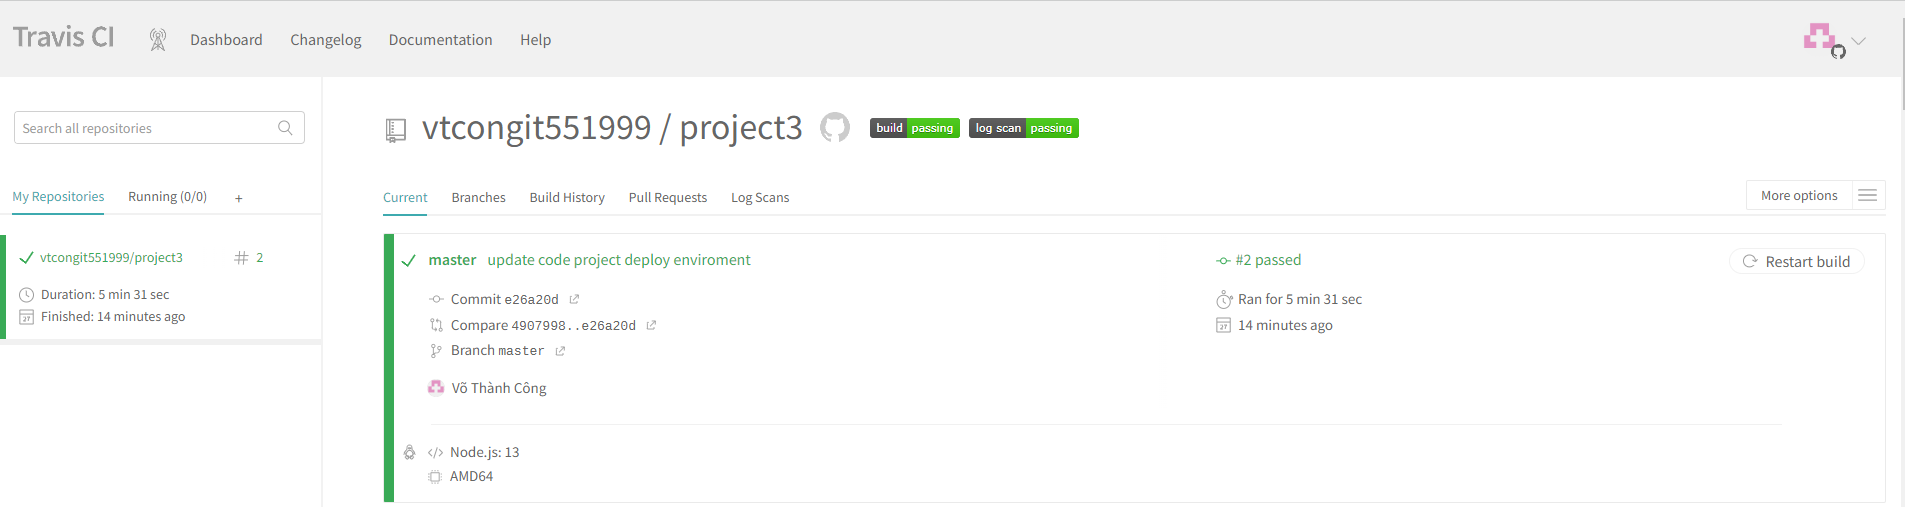 Travis CI
Dashboard
Changelog
Documentation
Help
Search all repositories
My Repositories
Running (0/0)
+
vtcongit551999/project3
# 2
Duration: 5 min 31 sec
Finished: 14 minutes ago
vtcongit551999 / project3
build passing
log scan passing
Current
Branches
Build History
Pull Requests
Log Scans
More options
master update code project deploy enviroment
Commit e26a20d
Compare 4907998..e26a20d
Branch master
Võ Thành Công
#2 passed
Ran for 5 min 31 sec
14 minutes ago
Restart build
Node.js: 13
AMD64